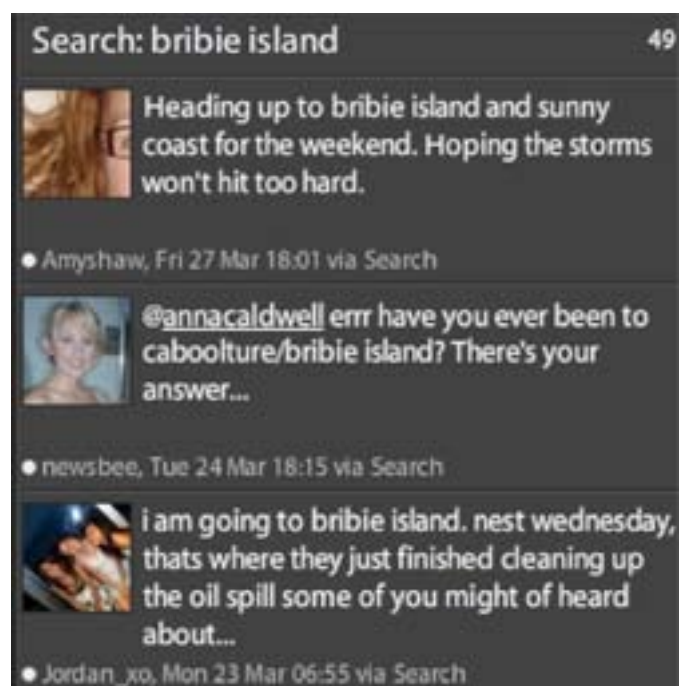 Search: bribie island 49
Heading up to bribie island and sunny
coast for the weekend. Hoping the storms
won't hit too hard.
Amyshaw, Fri 27 Mar 18:01 via Search
@annacaldwell errr have you ever been to
caboolture/bribie island? There's your
answer...
newsbee, Tue 24 Mar 18:15 via Search
i am going to bribie island. nest wednesday,
thats where they just finished cleaning up
the oil spill some of you might of heard
about...
Jordan_xo, Mon 23 Mar 06:55 via Search